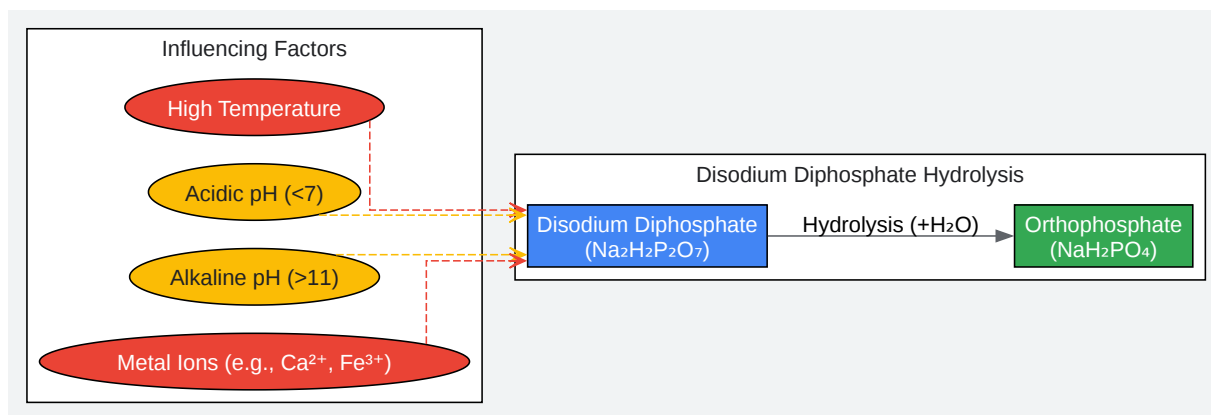 Influencing Factors
High Temperature
Acidic pH (<7)
Alkaline pH (>11)
Metal Ions (e.g., Ca²⁺, Fe³⁺)
Disodium Diphosphate Hydrolysis
Disodium Diphosphate
(Na₂H₂P₂O₇)
Hydrolysis (+H₂O)
Orthophosphate
(NaH₂PO₄)